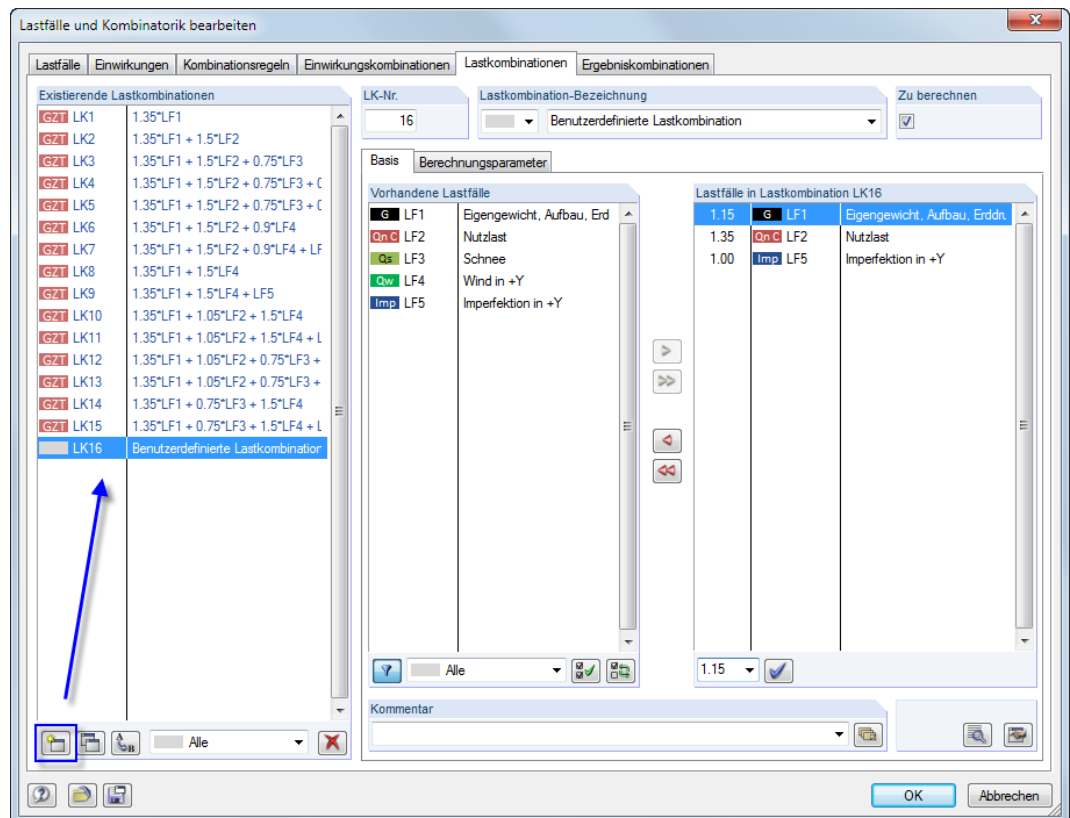 Lastfälle und Kombinatorik bearbeiten
Lastfälle Einwirkungen Kombinationsregeln Einwirkungskombinationen Lastkombinationen Ergebniskombinationen
Existierende Lastkombinationen
GZT LK1 1.35*LF1
GZT LK2 1.35*LF1 + 1.5*LF2
GZT LK3 1.35*LF1 + 1.5*LF2 + 0.75*LF3
GZT LK4 1.35*LF1 + 1.5*LF2 + 0.75*LF3 + 
GZT LK5 1.35*LF1 + 1.5*LF2 + 0.75*LF3 + 
GZT LK6 1.35*LF1 + 1.5*LF2 + 0.9*LF4
GZT LK7 1.35*LF1 + 1.5*LF2 + 0.9*LF4 + LF
GZT LK8 1.35*LF1 + 1.5*LF4
GZT LK9 1.35*LF1 + 1.5*LF4 + LF5
GZT LK10 1.35*LF1 + 1.05*LF2 + 1.5*LF4
GZT LK11 1.35*LF1 + 1.05*LF2 + 1.5*LF4 + L
GZT LK12 1.35*LF1 + 1.05*LF2 + 0.75*LF3 +
GZT LK13 1.35*LF1 + 1.05*LF2 + 0.75*LF3 +
GZT LK14 1.35*LF1 + 0.75*LF3 + 1.5*LF4
GZT LK15 1.35*LF1 + 0.75*LF3 + 1.5*LF4 + L
LK16 Benutzerdefinierte Lastkombination
Alle
LK-Nr.
16
Lastkombination-Bezeichnung
Benutzerdefinierte Lastkombination
Zu berechnen
Basis Berechnungsparameter
Vorhandene Lastfälle
G LF1 Eigengewicht, Aufbau, Erd
Qn C LF2 Nutzlast
Qs LF3 Schnee
Qw LF4 Wind in +Y
Imp LF5 Imperfektion in +Y
Alle
Lastfälle in Lastkombination LK16
1.15 G LF1 Eigengewicht, Aufbau, Erddru
1.35 Qn C LF2 Nutzlast
1.00 Imp LF5 Imperfektion in +Y
1.15
Kommentar
OK Abbrechen